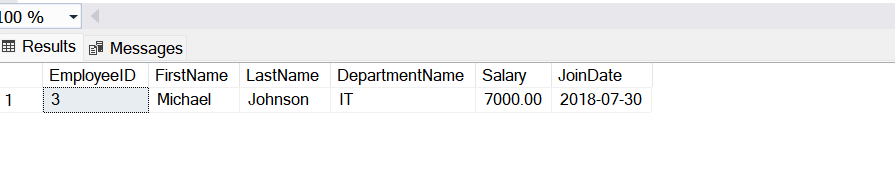 100 %
Results Messages
EmployeeID FirstName LastName DepartmentName Salary JoinDate
1 3 Michael Johnson IT 7000.00 2018-07-30